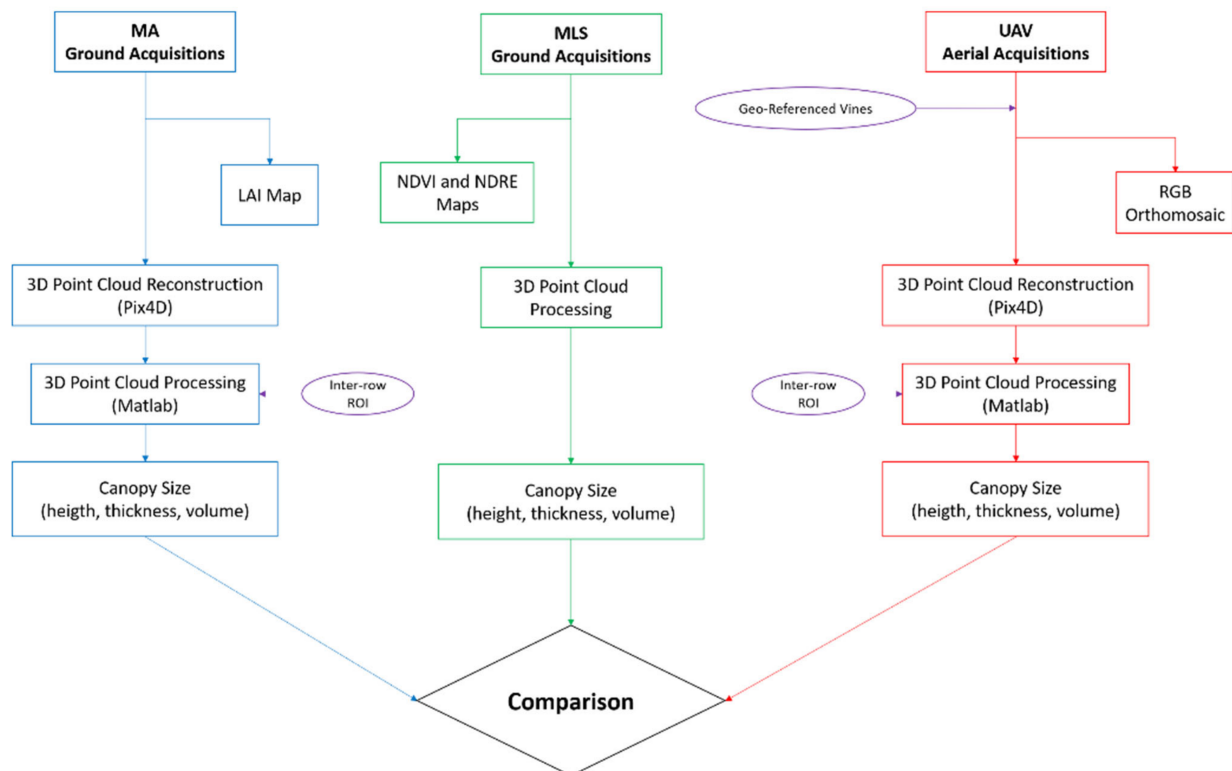 MA
Ground Acquisitions
MLS
Ground Acquisitions
UAV
Aerial Acquisitions
Geo-Referenced Vines
LAI Map
NDVI and NDRE
Maps
RGB
Orthomosaic
3D Point Cloud Reconstruction
(Pix4D)
3D Point Cloud
Processing
3D Point Cloud Reconstruction
(Pix4D)
3D Point Cloud Processing
(Matlab)
Inter-row
ROI
Inter-row
ROI
3D Point Cloud Processing
(Matlab)
Canopy Size
(heigth, thickness, volume)
Canopy Size
(height, thickness, volume)
Canopy Size
(heigth, thickness, volume)
Comparison